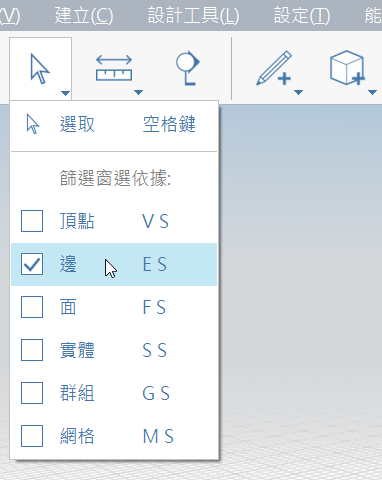 (V) 建立(C) 設計工具(L) 設定(T) 能
選取 空格鍵
篩選窗選依據:
頂點 V S
邊 E S
面 F S
實體 S S
群組 G S
網格 M S